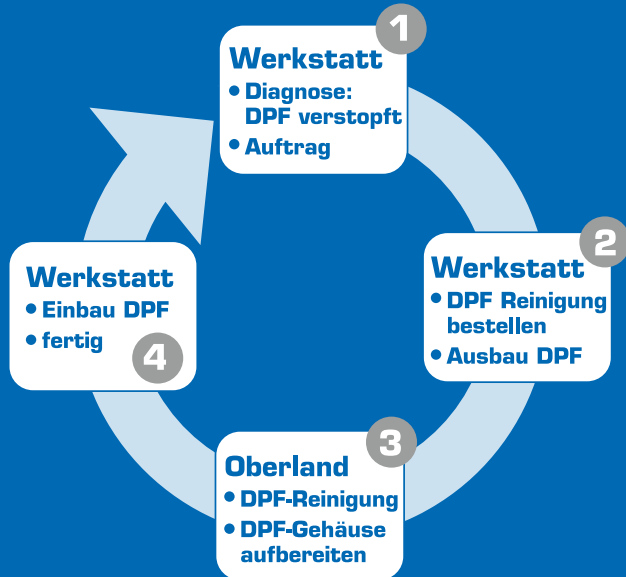 1
Werkstatt
• Diagnose:
DPF verstopft
• Auftrag
2
Werkstatt
• DPF Reinigung
bestellen
• Ausbau DPF
3
Oberland
• DPF-Reinigung
• DPF-Gehäuse
aufbereiten
Werkstatt
• Einbau DPF
• fertig
4